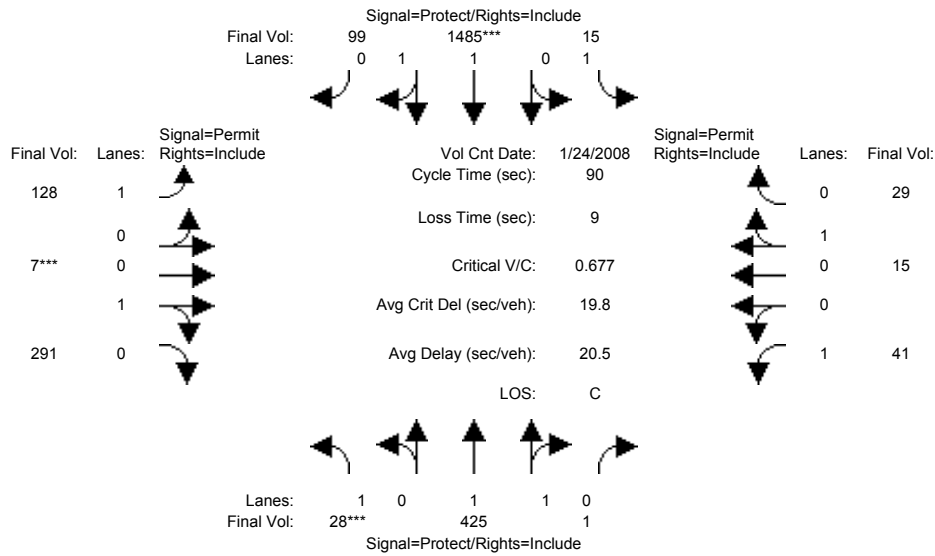 Signal=Protect/Rights=Include
Final Vol: 99 1485*** 15
Lanes: 0 1 1 0 1
Signal=Permit Signal=Permit
Final Vol: Lanes: Rights=Include Vol Cnt Date: 1/24/2008 Rights=Include Lanes: Final Vol:
Cycle Time (sec): 90
128 1 0 29
Loss Time (sec): 9
0 1
7*** 0 Critical V/C: 0.677 0 15
1 Avg Crit Del (sec/veh): 19.8 0
291 0 Avg Delay (sec/veh): 20.5 1 41
LOS: C
Lanes: 1 0 1 1 0
Final Vol: 28*** 425 1
Signal=Protect/Rights=Include